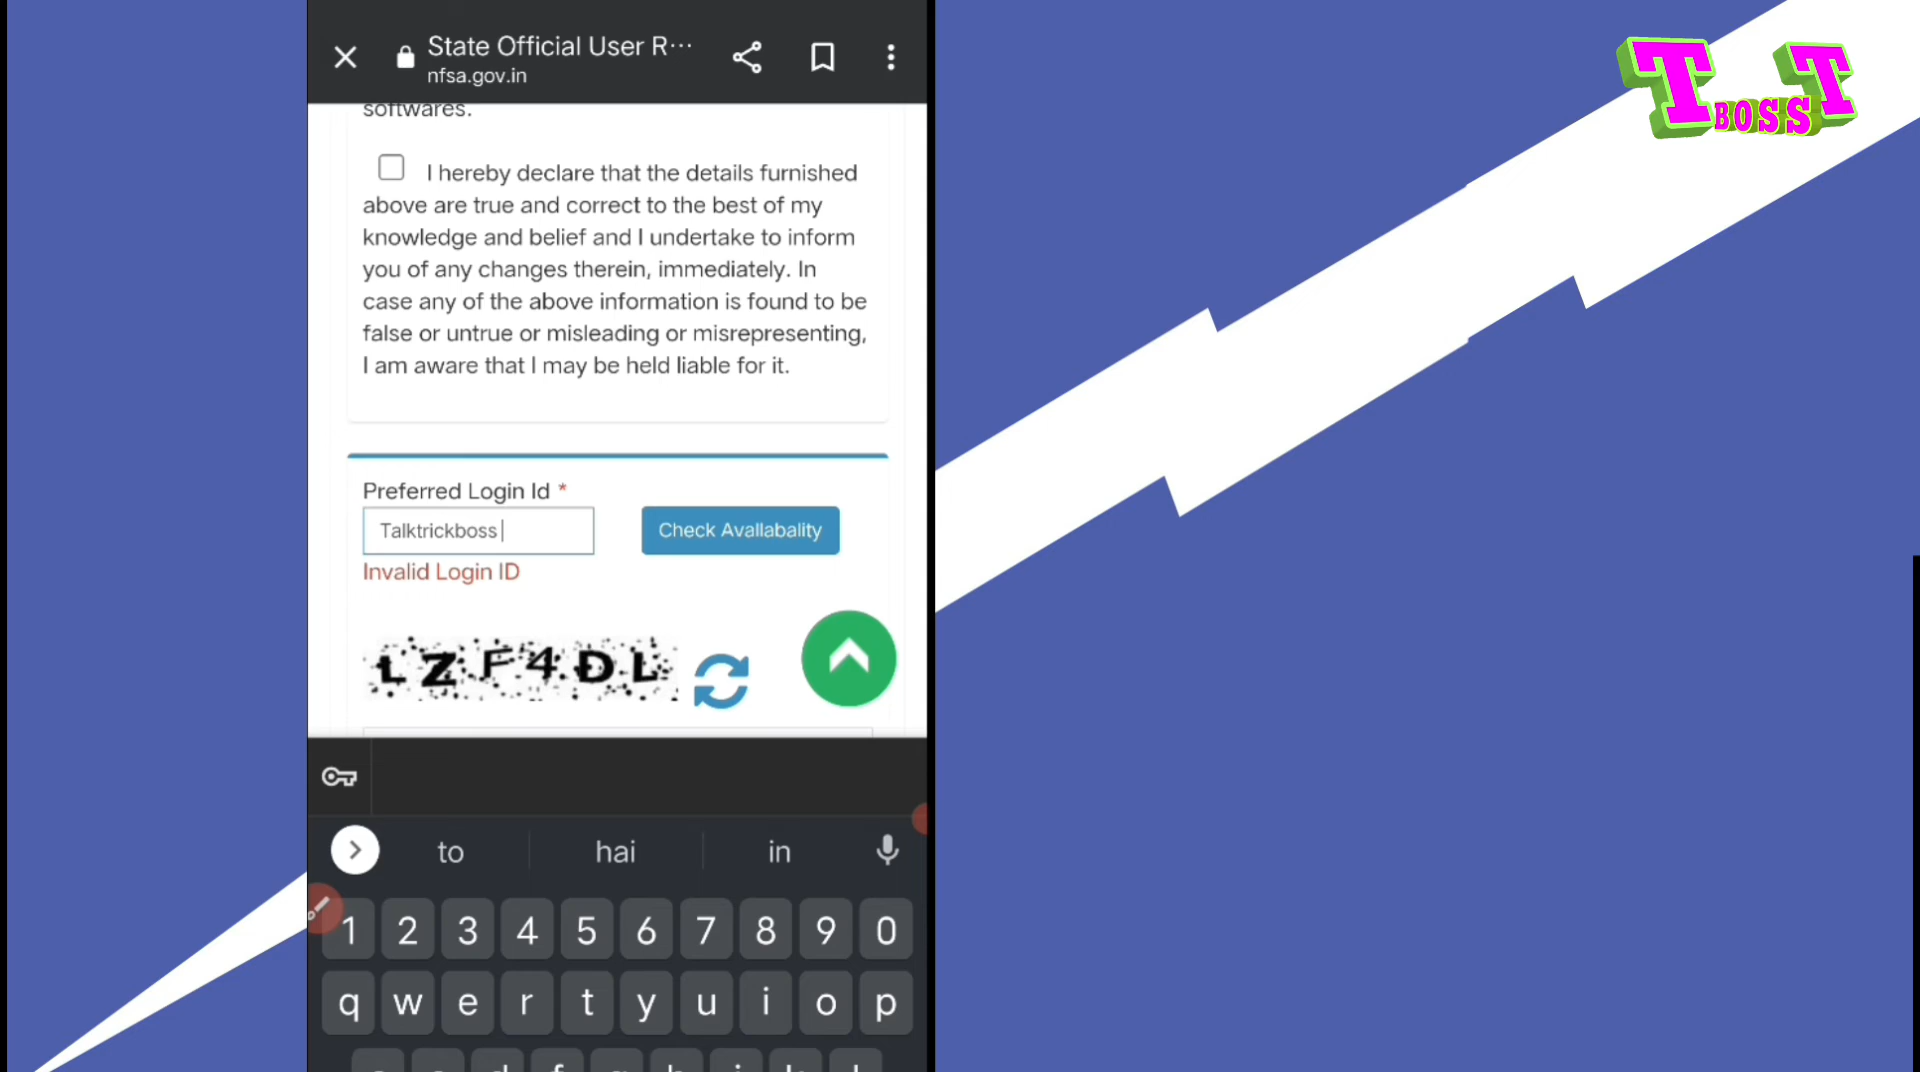 State Official User R...
nfsa.gov.in
T BOSS T
softwares.
I hereby declare that the details furnished
above are true and correct to the best of my
knowledge and belief and I undertake to inform
you of any changes therein, immediately. In
case any of the above information is found to be
false or untrue or misleading or misrepresenting,
I am aware that I may be held liable for it.
Preferred Login Id *
Talktrickboss
Check Availabality
Invalid Login ID
LZF4DL
to hai in
1 2 3 4 5 6 7 8 9 0
q w e r t y u i o p